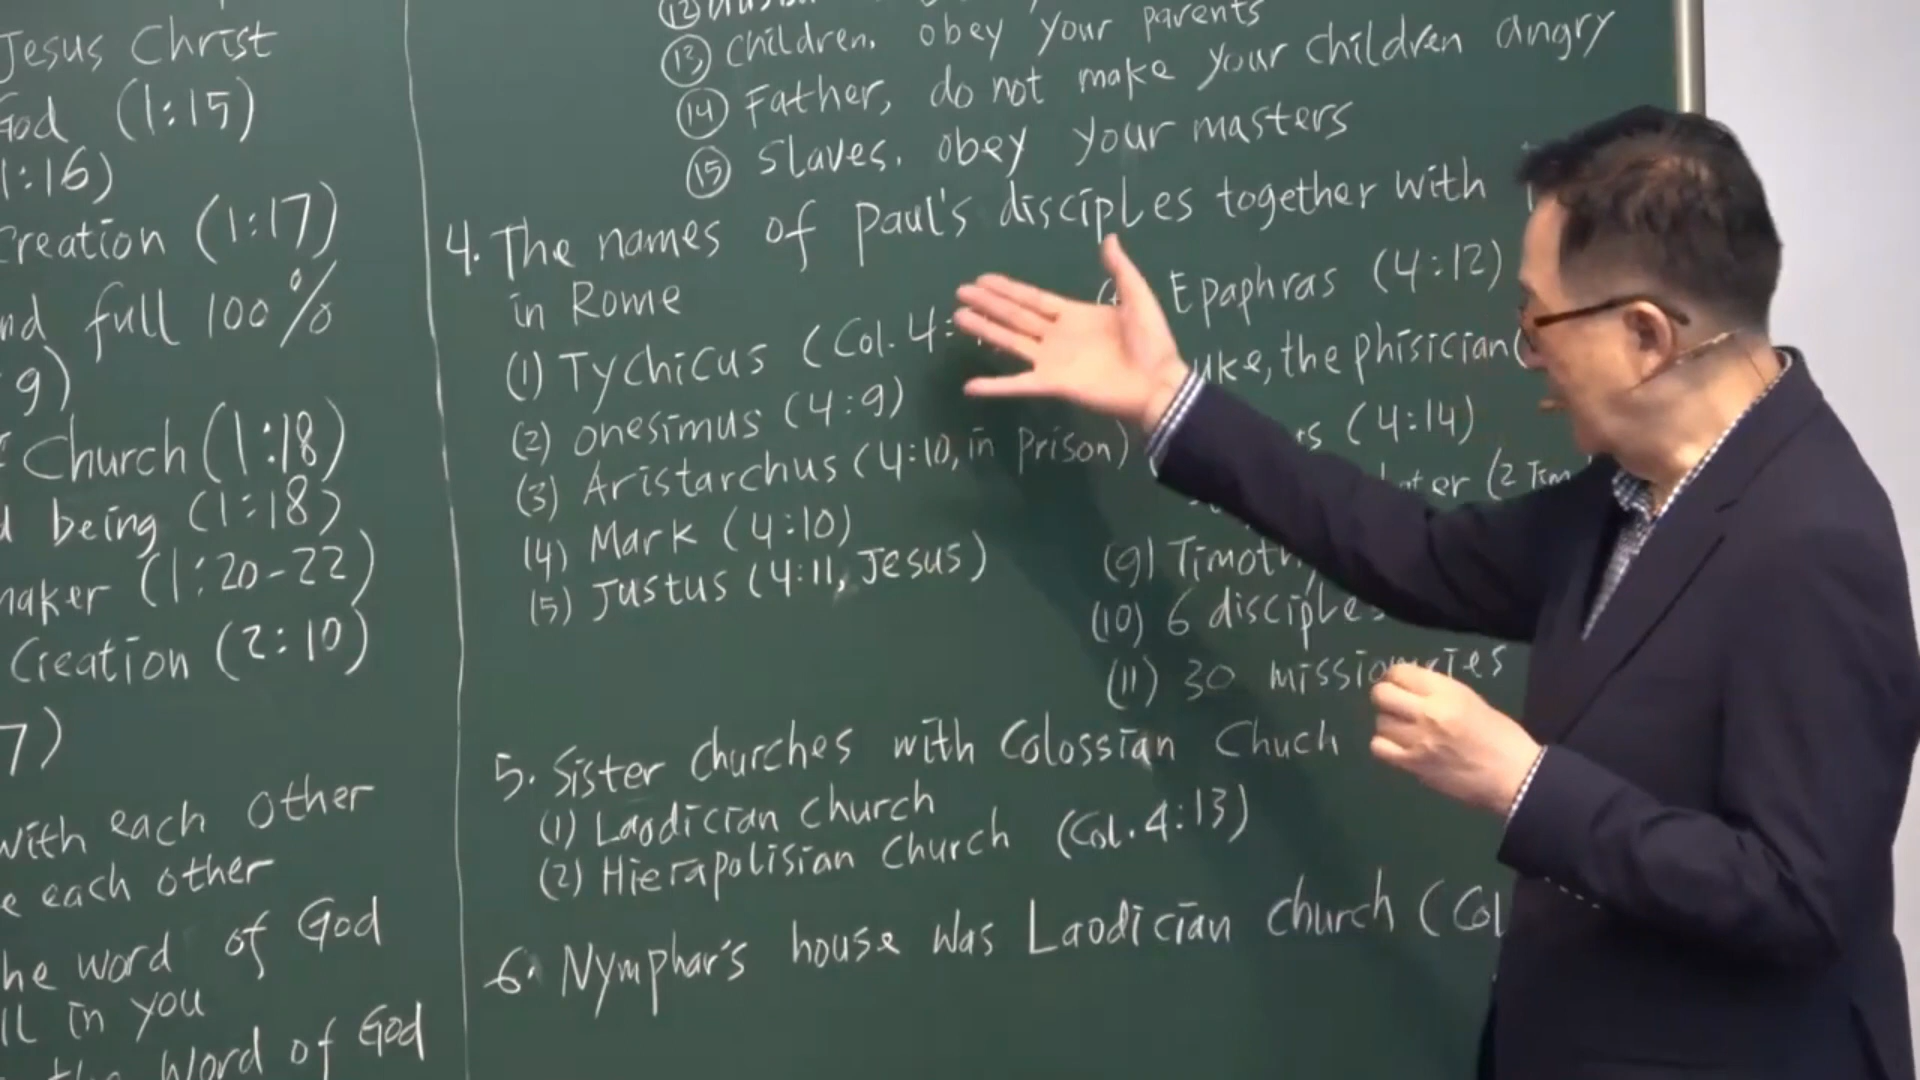 Jesus Christ
God (1:15)
1:16)
Creation (1:17)
nd full 100%
9)
Church (1:18)
d being (1:18)
maker (1:20-22)
Creation (2:10)
7)
with each other
e each other
he word of God
ll in you
the Word of God
⑫
⑬ Children, obey your parents
⑭ Father, do not make your children angry
⑮ Slaves, obey your masters
4. The names of Paul's disciples together with
in Rome
(1) Tychicus (Col. 4:
(2) Onesimus (4:9)
(3) Aristarchus (4:10, in prison)
(4) Mark (4:10)
(5) Justus (4:11, Jesus)
Epaphras (4:12)
uke, the phisician (
s (4:14)
ater (2 Tim
(9) Timoth
(10) 6 disciples
(11) 30 missionaries
5. Sister churches with Colossian Chuch
(1) Laodician Church
(2) Hierapolisian Church (Col. 4:13)
6. Nymphar's house was Laodician church (Col